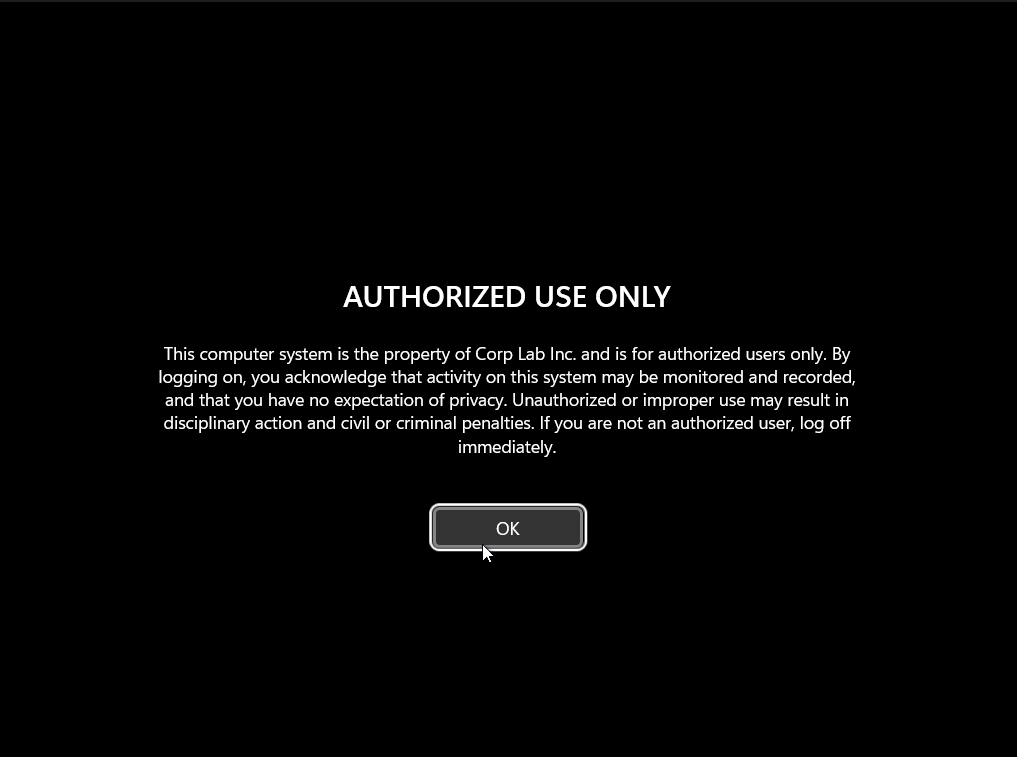 AUTHORIZED USE ONLY
This computer system is the property of Corp Lab Inc. and is for authorized users only. By
logging on, you acknowledge that activity on this system may be monitored and recorded,
and that you have no expectation of privacy. Unauthorized or improper use may result in
disciplinary action and civil or criminal penalties. If you are not an authorized user, log off
immediately.
OK